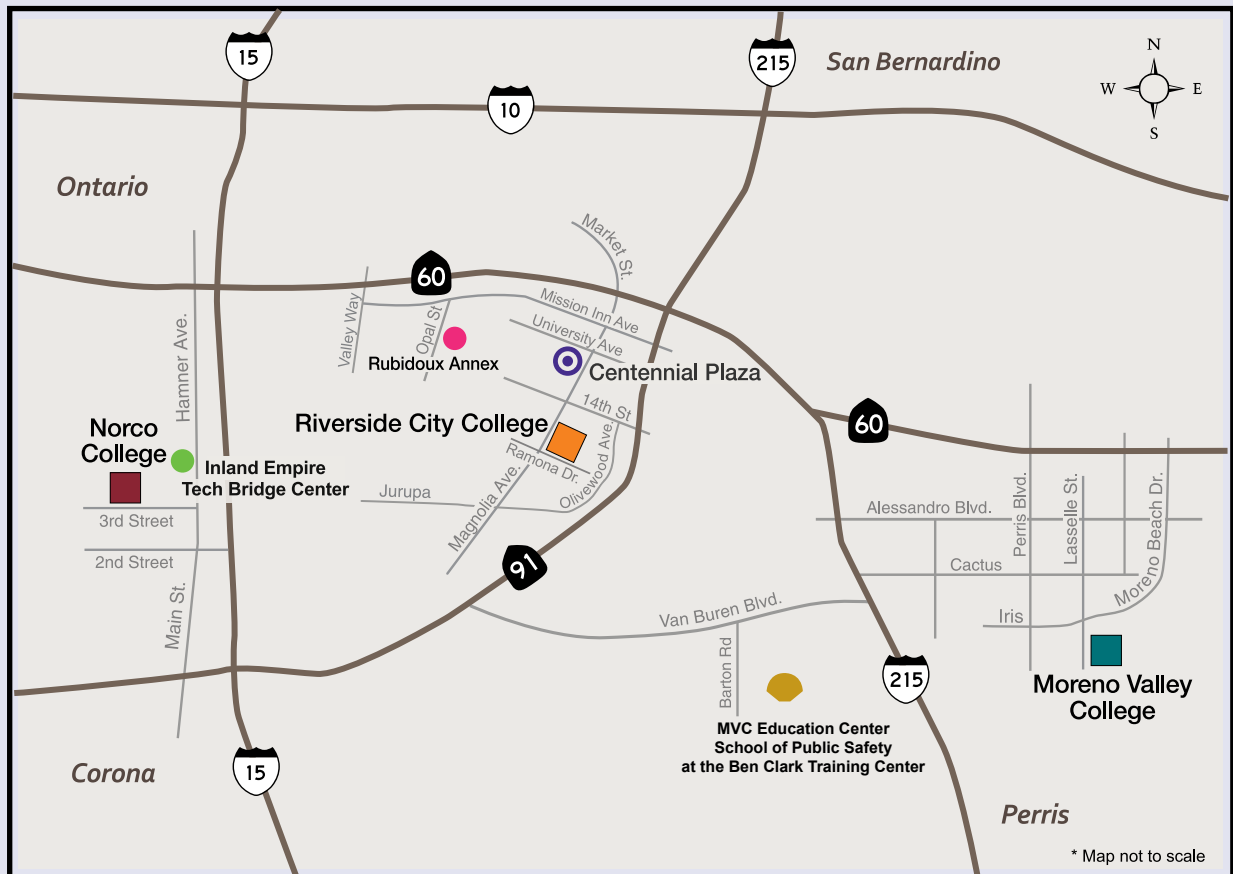 15
215
San Bernardino
N
W
E
S
10
Ontario
Market St.
60
Mission Inn Ave
Valley Way
Opal St
University Ave
Rubidoux Annex
Centennial Plaza
Hamner Ave.
14th St
60
Riverside City College
Norco
College
Inland Empire
Tech Bridge Center
Ramona Dr.
Olivewood Ave.
Jurupa
Magnolia Ave.
3rd Street
2nd Street
Alessandro Blvd.
Perris Blvd.
Lasselle St.
Moreno Beach Dr.
Cactus
91
Main St.
Van Buren Blvd.
Iris
Barton Rd
215
Moreno Valley
College
MVC Education Center
School of Public Safety
at the Ben Clark Training Center
Corona
15
Perris
* Map not to scale